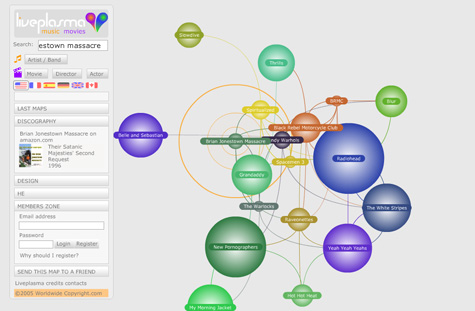 liveplasma
music movies
Search: estown massacre
Artist / Band
Movie Director Actor
LAST MAPS
DISCOGRAPHY
Brian Jonestown Massacre on
amazon.com
Their Satanic
Majesties' Second
Request
1996
DESIGN
HE
MEMBERS ZONE
Email address
Password
Login Register
Why should I register?
SEND THIS MAP TO A FRIEND
Liveplasma credits contacts
©2005 Worldwide Copyright.com
Slowdive
Thrills
BRMC
Blur
Black Rebel Motorcycle Club
Belle and Sebastian
Brian Jonestown Massacre
ndy Warhols
Radiohead
Spacemen 3
Grandaddy
The Warlocks
The White Stripes
Raveonettes
New Pornographers
Yeah Yeah Yeahs
Hot Hot Heat
My Morning Jacket